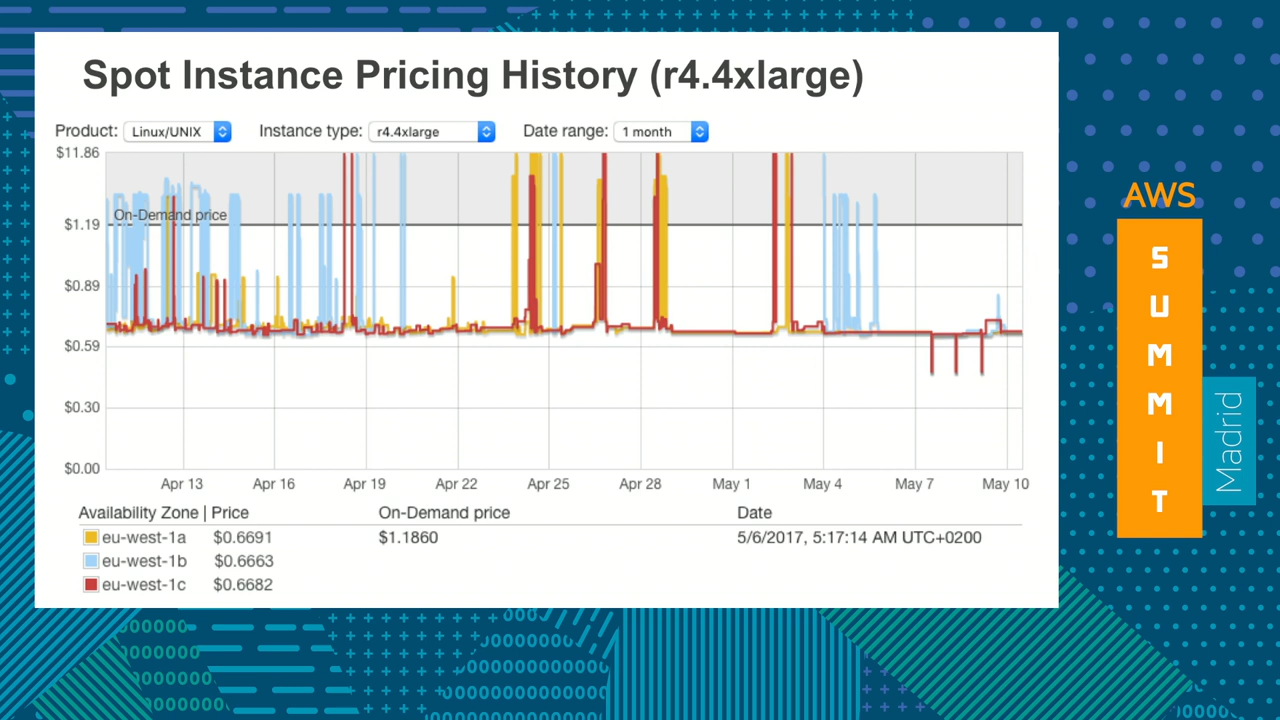 Spot Instance Pricing History (r4.4xlarge)
Product: Linux/UNIX Instance type: r4.4xlarge Date range: 1 month
$11.86
On-Demand price
$1.19
$0.89
$0.59
$0.30
$0.00
Apr 13 Apr 16 Apr 19 Apr 22 Apr 25 Apr 28 May 1 May 4 May 7 May 10
Availability Zone | Price On-Demand price Date
eu-west-1a $0.6691 $1.1860 5/6/2017, 5:17:14 AM UTC+0200
eu-west-1b $0.6663
eu-west-1c $0.6682
AWS
SUMMIT
Madrid